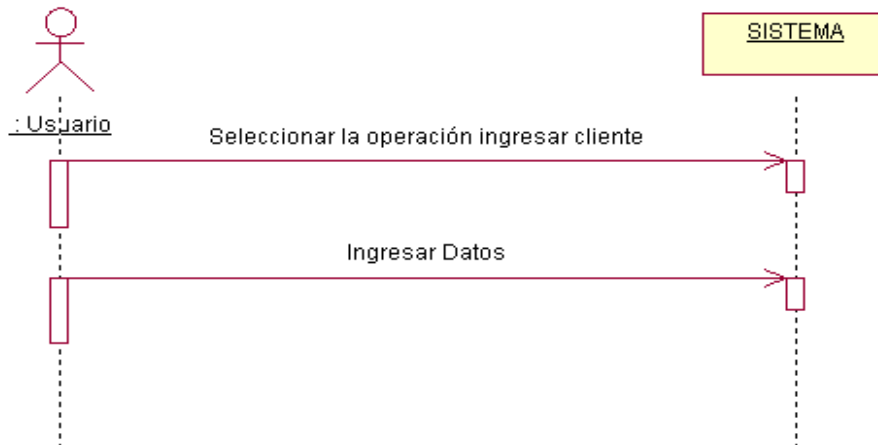 SISTEMA
: Usuario
Seleccionar la operación ingresar cliente
Ingresar Datos